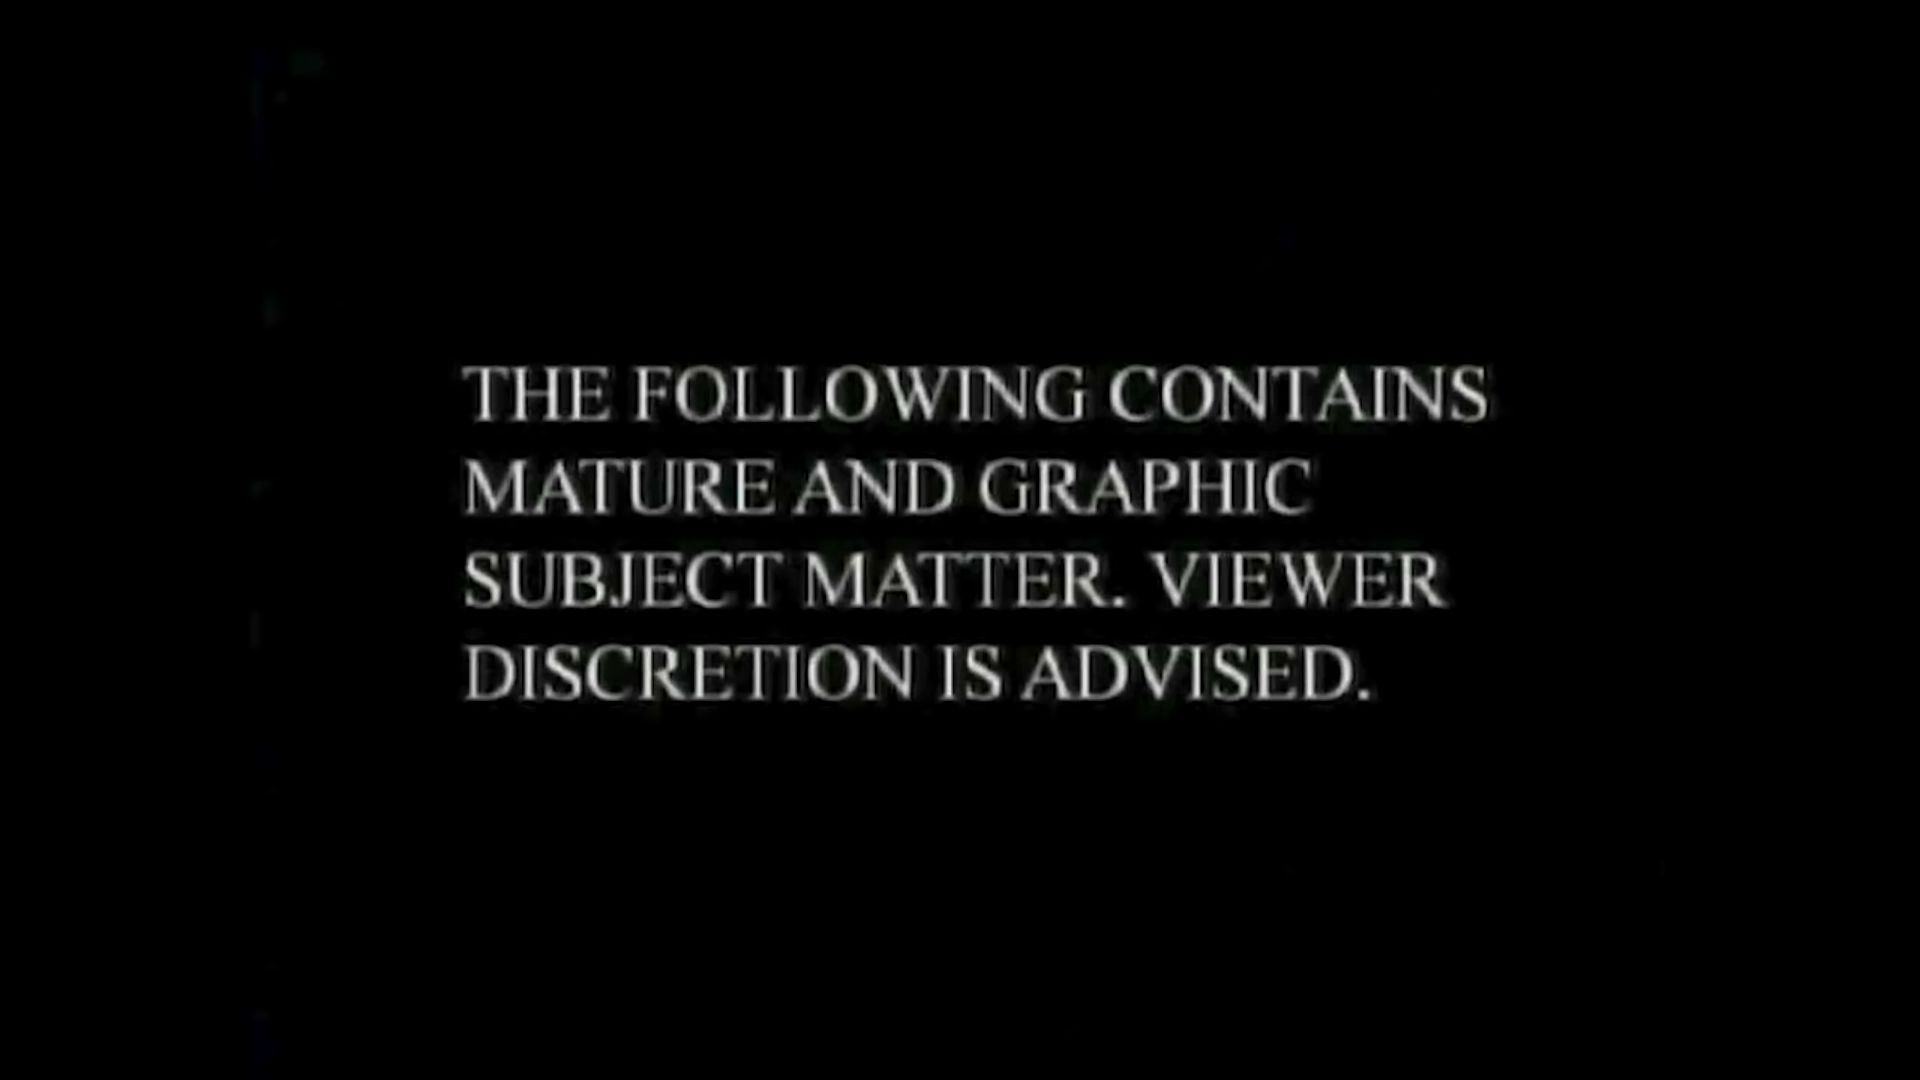 THE FOLLOWING CONTAINS
MATURE AND GRAPHIC
SUBJECT MATTER. VIEWER
DISCRETION IS ADVISED.